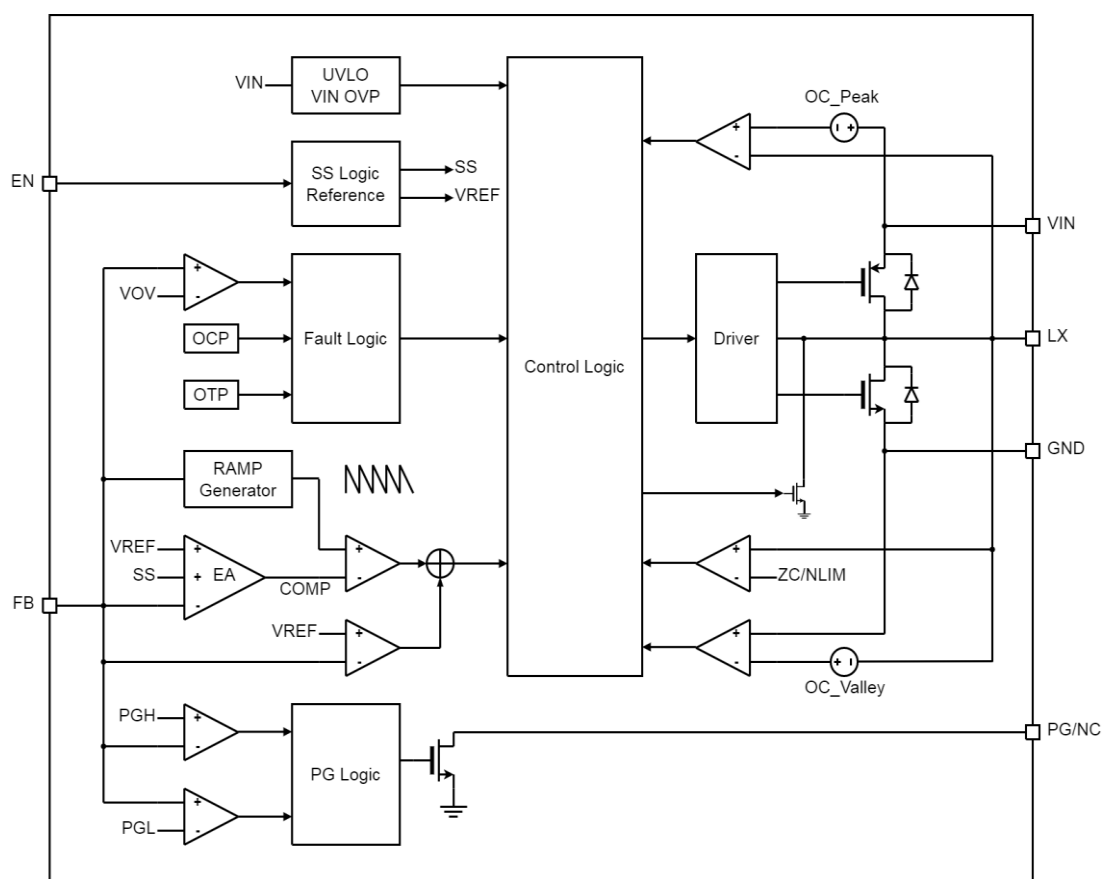 VIN
UVLO
VIN OVP
OC_Peak
+
-
EN
SS Logic
Reference
SS
VREF
VIN
VOV
+
-
OCP
OTP
Fault Logic
Control Logic
Driver
LX
GND
RAMP
Generator
VREF
SS
+
+
-
EA
COMP
+
-
FB
VREF
+
-
+
-
ZC/NLIM
+
-
OC_Valley
PGH
+
-
PGL
+
-
PG Logic
PG/NC